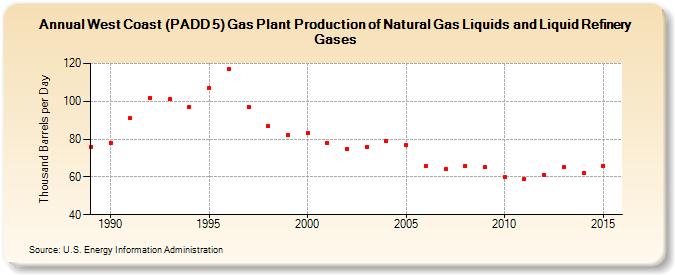 Annual West Coast (PADD 5) Gas Plant Production of Natural Gas Liquids and Liquid Refinery
Gases
Thousand Barrels per Day
120
100
80
60
40
1990 1995 2000 2005 2010 2015
Source: U.S. Energy Information Administration